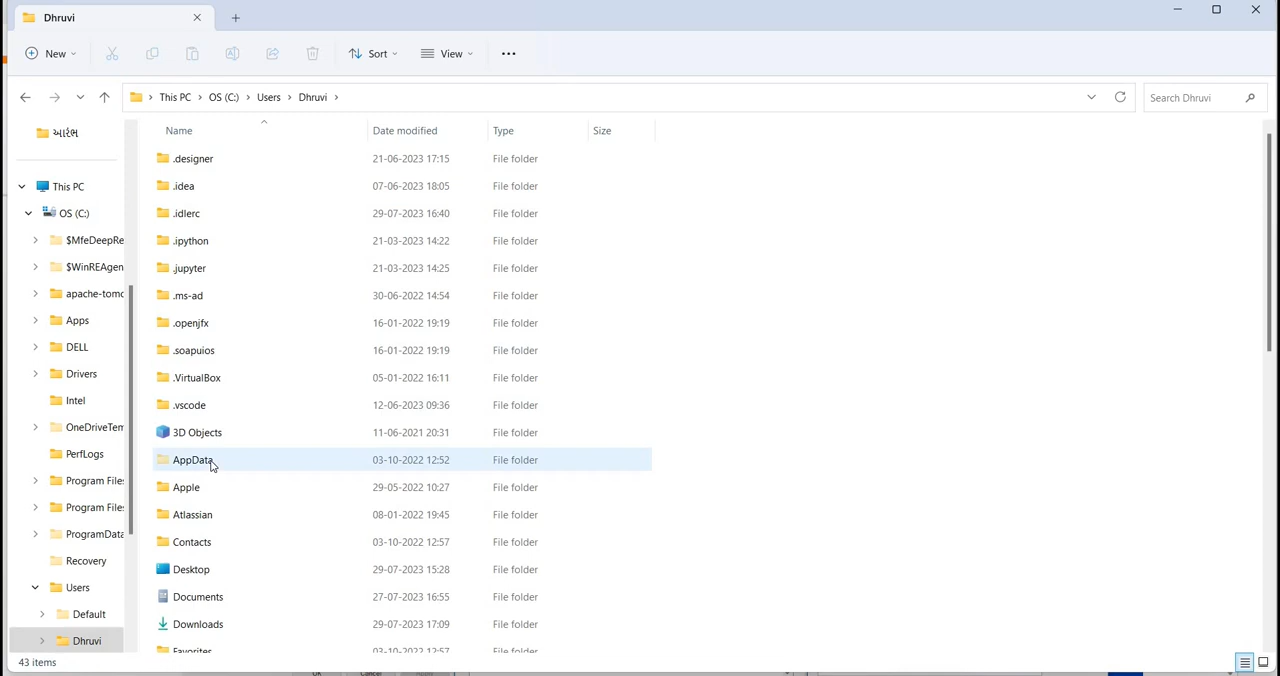 Dhruvi
New
Sort
View
This PC > OS (C:) > Users > Dhruvi >
Search Dhruvi
આરંભ
This PC
OS (C:)
$MfeDeepRe
$WinREAgen
apache-tomc
Apps
DELL
Drivers
Intel
OneDriveTem
PerfLogs
Program Files
Program Files
ProgramData
Recovery
Users
Default
Dhruvi
Name Date modified Type Size
.designer 21-06-2023 17:15 File folder
.idea 07-06-2023 18:05 File folder
.idlerc 29-07-2023 16:40 File folder
.ipython 21-03-2023 14:22 File folder
.jupyter 21-03-2023 14:25 File folder
.ms-ad 30-06-2022 14:54 File folder
.openjfx 16-01-2022 19:19 File folder
.soapuios 16-01-2022 19:19 File folder
.VirtualBox 05-01-2022 16:11 File folder
.vscode 12-06-2023 09:36 File folder
3D Objects 11-06-2021 20:31 File folder
AppData 03-10-2022 12:52 File folder
Apple 29-05-2022 10:27 File folder
Atlassian 08-01-2022 19:45 File folder
Contacts 03-10-2022 12:57 File folder
Desktop 29-07-2023 15:28 File folder
Documents 27-07-2023 16:55 File folder
Downloads 29-07-2023 17:09 File folder
Favorites 03-10-2022 12:57 File folder
43 items